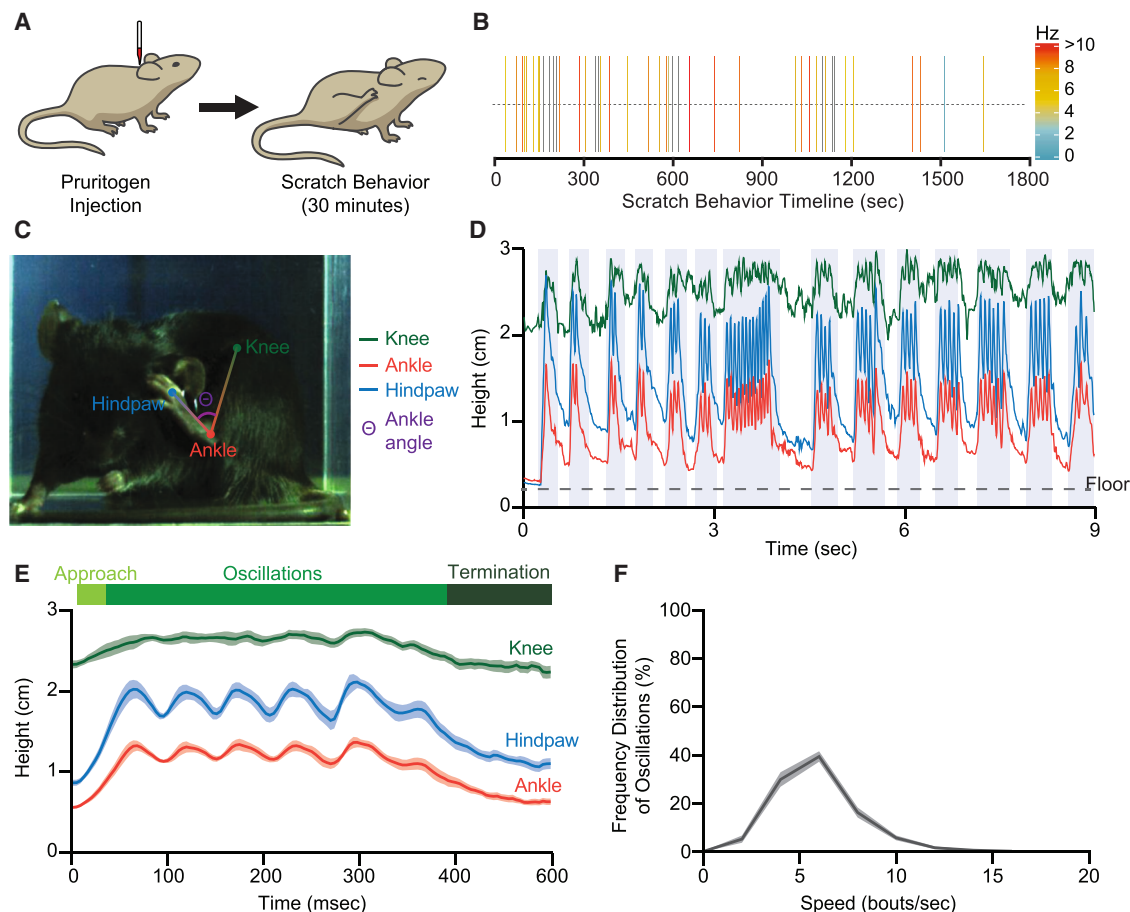 A
Pruritogen
Injection
Scratch Behavior
(30 minutes)
B
Hz
>10
8
6
4
2
0
0
300
600
900
1200
1500
1800
Scratch Behavior Timeline (sec)
C
Knee
Hindpaw
Θ
Ankle
Knee
Ankle
Hindpaw
Θ Ankle
angle
D
3
2
1
0
Height (cm)
Floor
0
3
6
9
Time (sec)
E
Approach
Oscillations
Termination
3
2
1
0
Height (cm)
Knee
Hindpaw
Ankle
0
100
200
300
400
500
600
Time (msec)
F
100
80
60
40
20
0
Frequency Distribution
of Oscillations (%)
0
5
10
15
20
Speed (bouts/sec)